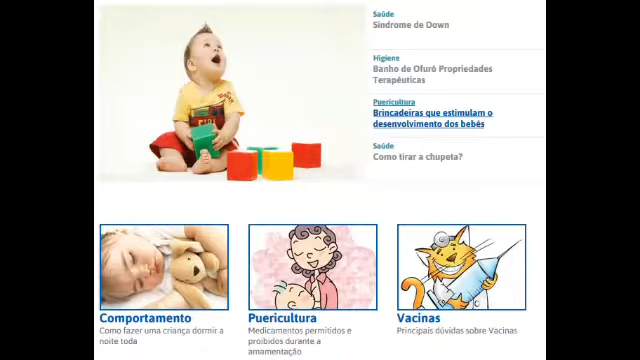 Saúde
Síndrome de Down
Higiene
Banho de Ofurô Propriedades
Terapêuticas
Puericultura
Brincadeiras que estimulam o
desenvolvimento dos bebês
Saúde
Como tirar a chupeta?
Comportamento
Como fazer uma criança dormir a
noite toda
Puericultura
Medicamentos permitidos e
proibidos durante a
amamentação
Vacinas
Principais dúvidas sobre Vacinas